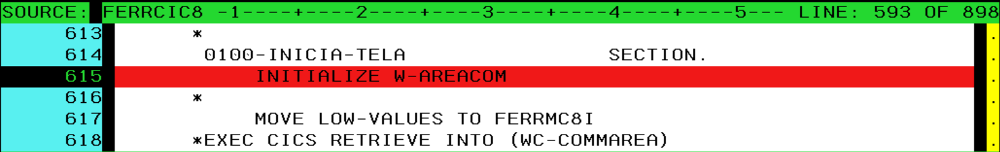 SOURCE: FERRCIC8 -1----+----2----+----3----+----4----+----5--- LINE: 593 OF 898
613 *
614 0100-INICIA-TELA SECTION.
615 INITIALIZE W-AREACOM
616 *
617 MOVE LOW-VALUES TO FERRMC8I
618 *EXEC CICS RETRIEVE INTO (WC-COMMAREA)